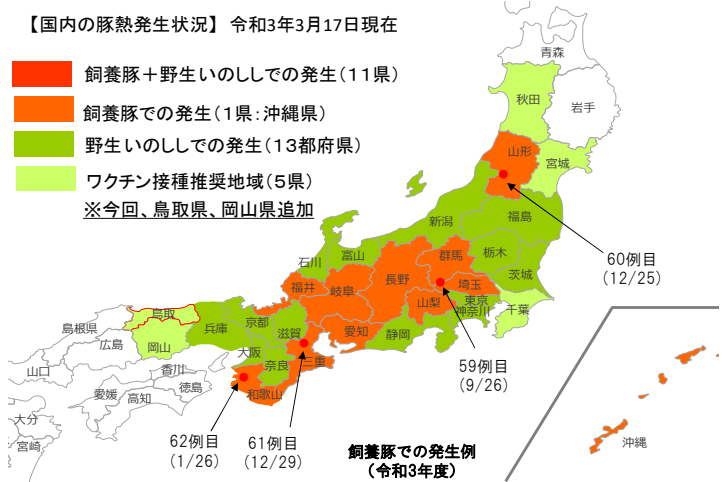 【国内の豚熱発生状況】 令和3年3月17日現在
飼養豚＋野生いのししでの発生(11県)
飼養豚での発生(1県:沖縄県)
野生いのししでの発生(13都府県)
ワクチン接種推奨地域(5県)
※今回、鳥取県、岡山県追加
青森
秋田
岩手
山形
宮城
新潟
福島
石川
富山
群馬
栃木
60例目
(12/25)
福井
岐阜
長野
埼玉
茨城
山梨
東京
神奈川
千葉
鳥取
兵庫
京都
滋賀
愛知
静岡
島根県
広島
岡山
大阪
奈良
三重
山口
香川
徳島
愛媛
高知
和歌山
59例目
(9/26)
大分
宮崎
62例目
(1/26)
61例目
(12/29)
飼養豚での発生例
(令和3年度)
沖縄